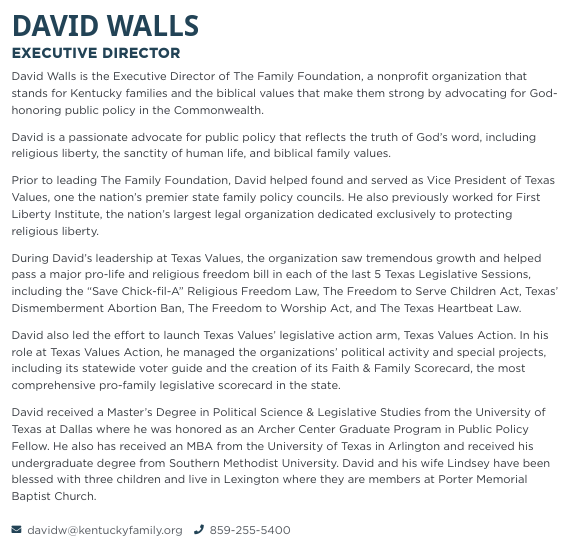 DAVID WALLS
EXECUTIVE DIRECTOR
David Walls is the Executive Director of The Family Foundation, a nonprofit organization that
stands for Kentucky families and the biblical values that make them strong by advocating for God-
honoring public policy in the Commonwealth.
David is a passionate advocate for public policy that reflects the truth of God's word, including
religious liberty, the sanctity of human life, and biblical family values.
Prior to leading The Family Foundation, David helped found and served as Vice President of Texas
Values, one the nation's premier state family policy councils. He also previously worked for First
Liberty Institute, the nation's largest legal organization dedicated exclusively to protecting
religious liberty.
During David's leadership at Texas Values, the organization saw tremendous growth and helped
pass a major pro-life and religious freedom bill in each of the last 5 Texas Legislative Sessions,
including the “Save Chick-fil-A” Religious Freedom Law, The Freedom to Serve Children Act, Texas'
Dismemberment Abortion Ban, The Freedom to Worship Act, and The Texas Heartbeat Law.
David also led the effort to launch Texas Values' legislative action arm, Texas Values Action. In his
role at Texas Values Action, he managed the organizations' political activity and special projects,
including its statewide voter guide and the creation of its Faith & Family Scorecard, the most
comprehensive pro-family legislative scorecard in the state.
David received a Master's Degree in Political Science & Legislative Studies from the University of
Texas at Dallas where he was honored as an Archer Center Graduate Program in Public Policy
Fellow. He also has received an MBA from the University of Texas in Arlington and received his
undergraduate degree from Southern Methodist University. David and his wife Lindsey have been
blessed with three children and live in Lexington where they are members at Porter Memorial
Baptist Church.
davidw@kentuckyfamily.org 859-255-5400